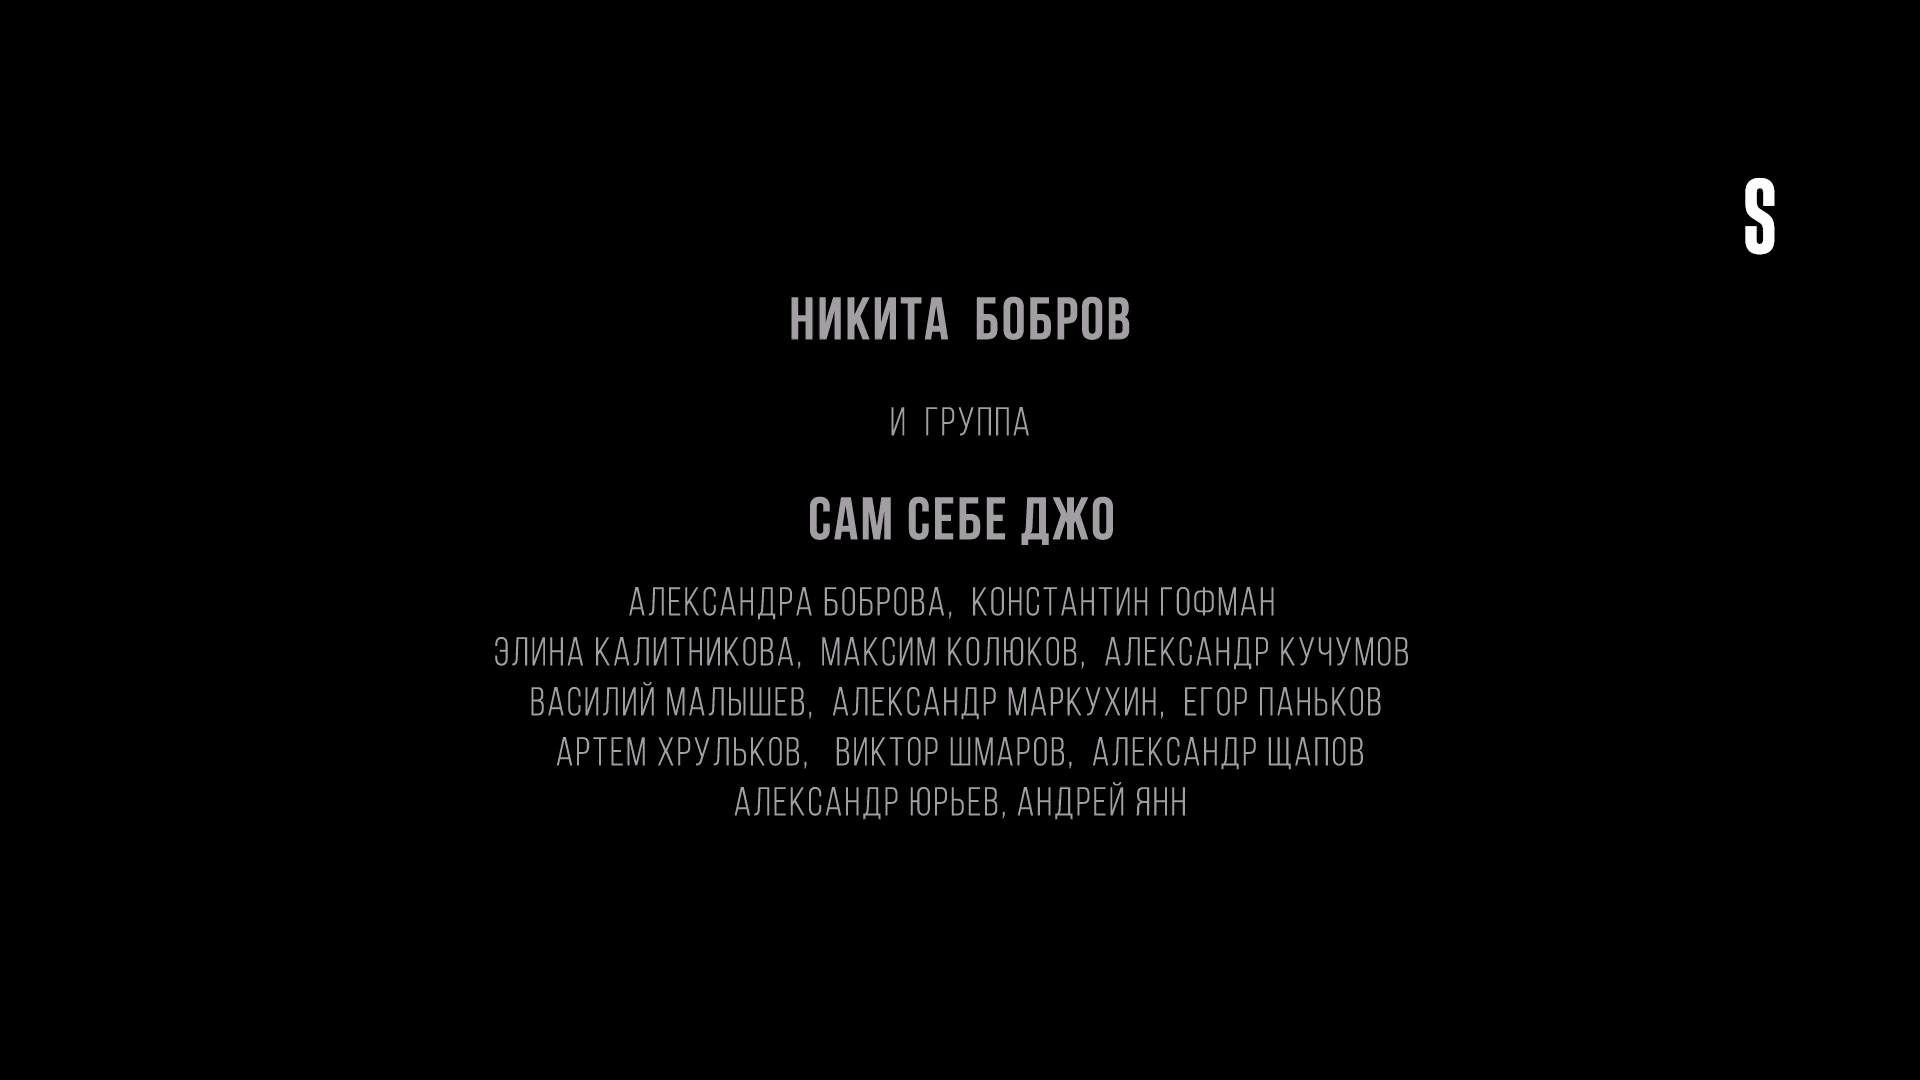 S
НИКИТА БОБРОВ
И ГРУППА
САМ СЕБЕ ДЖО
АЛЕКСАНДРА БОБРОВА, КОНСТАНТИН ГОФМАН
ЭЛИНА КАЛИТНИКОВА, МАКСИМ КОЛЮКОВ, АЛЕКСАНДР КУЧУМОВ
ВАСИЛИЙ МАЛЫШЕВ, АЛЕКСАНДР МАРКУХИН, ЕГОР ПАНЬКОВ
АРТЕМ ХРУЛЬКОВ, ВИКТОР ШМАРОВ, АЛЕКСАНДР ЩАПОВ
АЛЕКСАНДР ЮРЬЕВ, АНДРЕЙ ЯНН